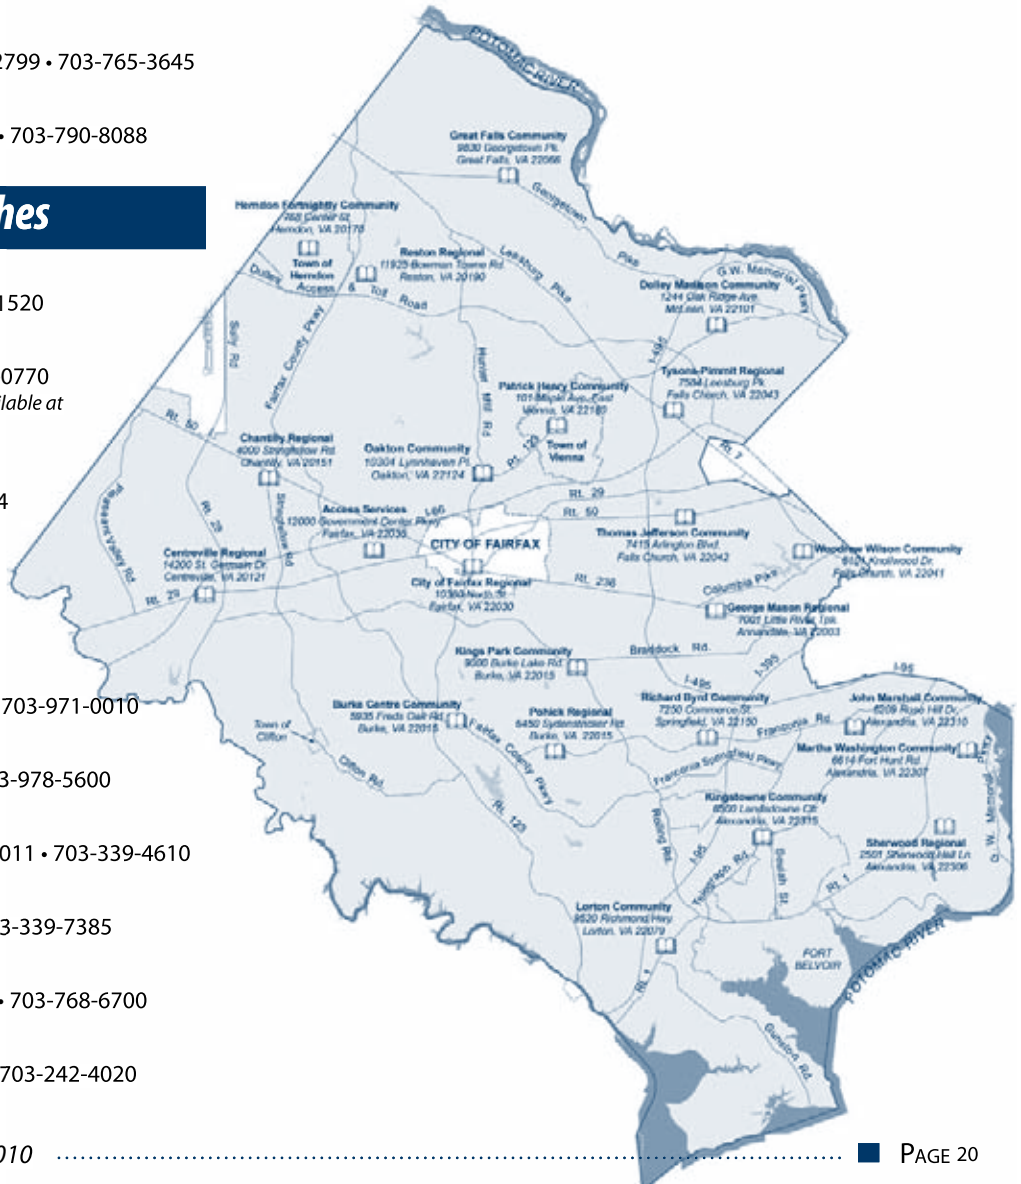 2799 • 703-765-3645
• 703-790-8088
hes
1520
0770
ilable at
4
703-971-0010
3-978-5600
011 • 703-339-4610
3-339-7385
• 703-768-6700
703-242-4020
POTOMAC RIVER
Great Falls Community
9830 Georgetown Pk.
Great Falls, VA 22066
Georgetown
Pike
Herndon Fortnightly Community
768 Center St.
Herndon, VA 20170
Town of
Herndon
Reston Regional
11925 Bowman Towne Rd.
Reston, VA 20190
Leesburg Pike
Dulles Access & Toll Road
G.W. Memorial Pkwy
Dolley Madison Community
1244 Oak Ridge Ave.
McLean, VA 22101
Sully Rd
Fairfax County Pkwy
Hunter Mill Rd
I-495
Tysons-Pimmit Regional
7584 Leesburg Pk.
Falls Church, VA 22043
Patrick Henry Community
101 Maple Ave. East
Vienna, VA 22180
Town of
Vienna
Rt. 50
Rt. 123
Rt. 7
Chantilly Regional
4000 Stringfellow Rd.
Chantilly, VA 20151
Oakton Community
10304 Lynnhaven Pl.
Oakton, VA 22124
Pleasant Valley Rd
Rt. 28
Stringfellow Rd
Access Services
12000 Government Center Pkwy.
Fairfax, VA 22035
I-66
Rt. 29
Rt. 50
CITY OF FAIRFAX
Thomas Jefferson Community
7415 Arlington Blvd.
Falls Church, VA 22042
Woodrow Wilson Community
6101 Knollwood Dr.
Falls Church, VA 22041
Centreville Regional
14200 St. Germain Dr.
Centreville, VA 20121
Rt. 29
City of Fairfax Regional
10360 North St.
Fairfax, VA 22030
Rt. 236
Columbia Pike
George Mason Regional
7001 Little River Tpk.
Annandale, VA 22003
Kings Park Community
9000 Burke Lake Rd.
Burke, VA 22015
Braddock Rd.
I-495
I-395
I-95
Burke Centre Community
5935 Freds Oak Rd.
Burke, VA 22015
Pohick Regional
6450 Sydenstricker Rd.
Burke, VA 22015
Richard Byrd Community
7250 Commerce St.
Springfield, VA 22150
John Marshall Community
6209 Rose Hill Dr.
Alexandria, VA 22310
Town of
Clifton
Clifton Rd.
Fairfax County Pkwy
Franconia Rd.
Franconia Springfield Pkwy
Martha Washington Community
6614 Fort Hunt Rd.
Alexandria, VA 22307
Rt. 123
Rolling Rd.
Kingstowne Community
6500 Landsdowne Ctr.
Alexandria, VA 22315
G. W. Memorial Pkwy
I-95
Telegraph Rd.
Beulah St.
Sherwood Regional
2501 Sherwood Hall Ln.
Alexandria, VA 22306
Rt. 1
Lorton Community
9520 Richmond Hwy.
Lorton, VA 22079
FORT
BELVOIR
POTOMAC RIVER
Rt. 1
Gunston Rd.
010
PAGE 20